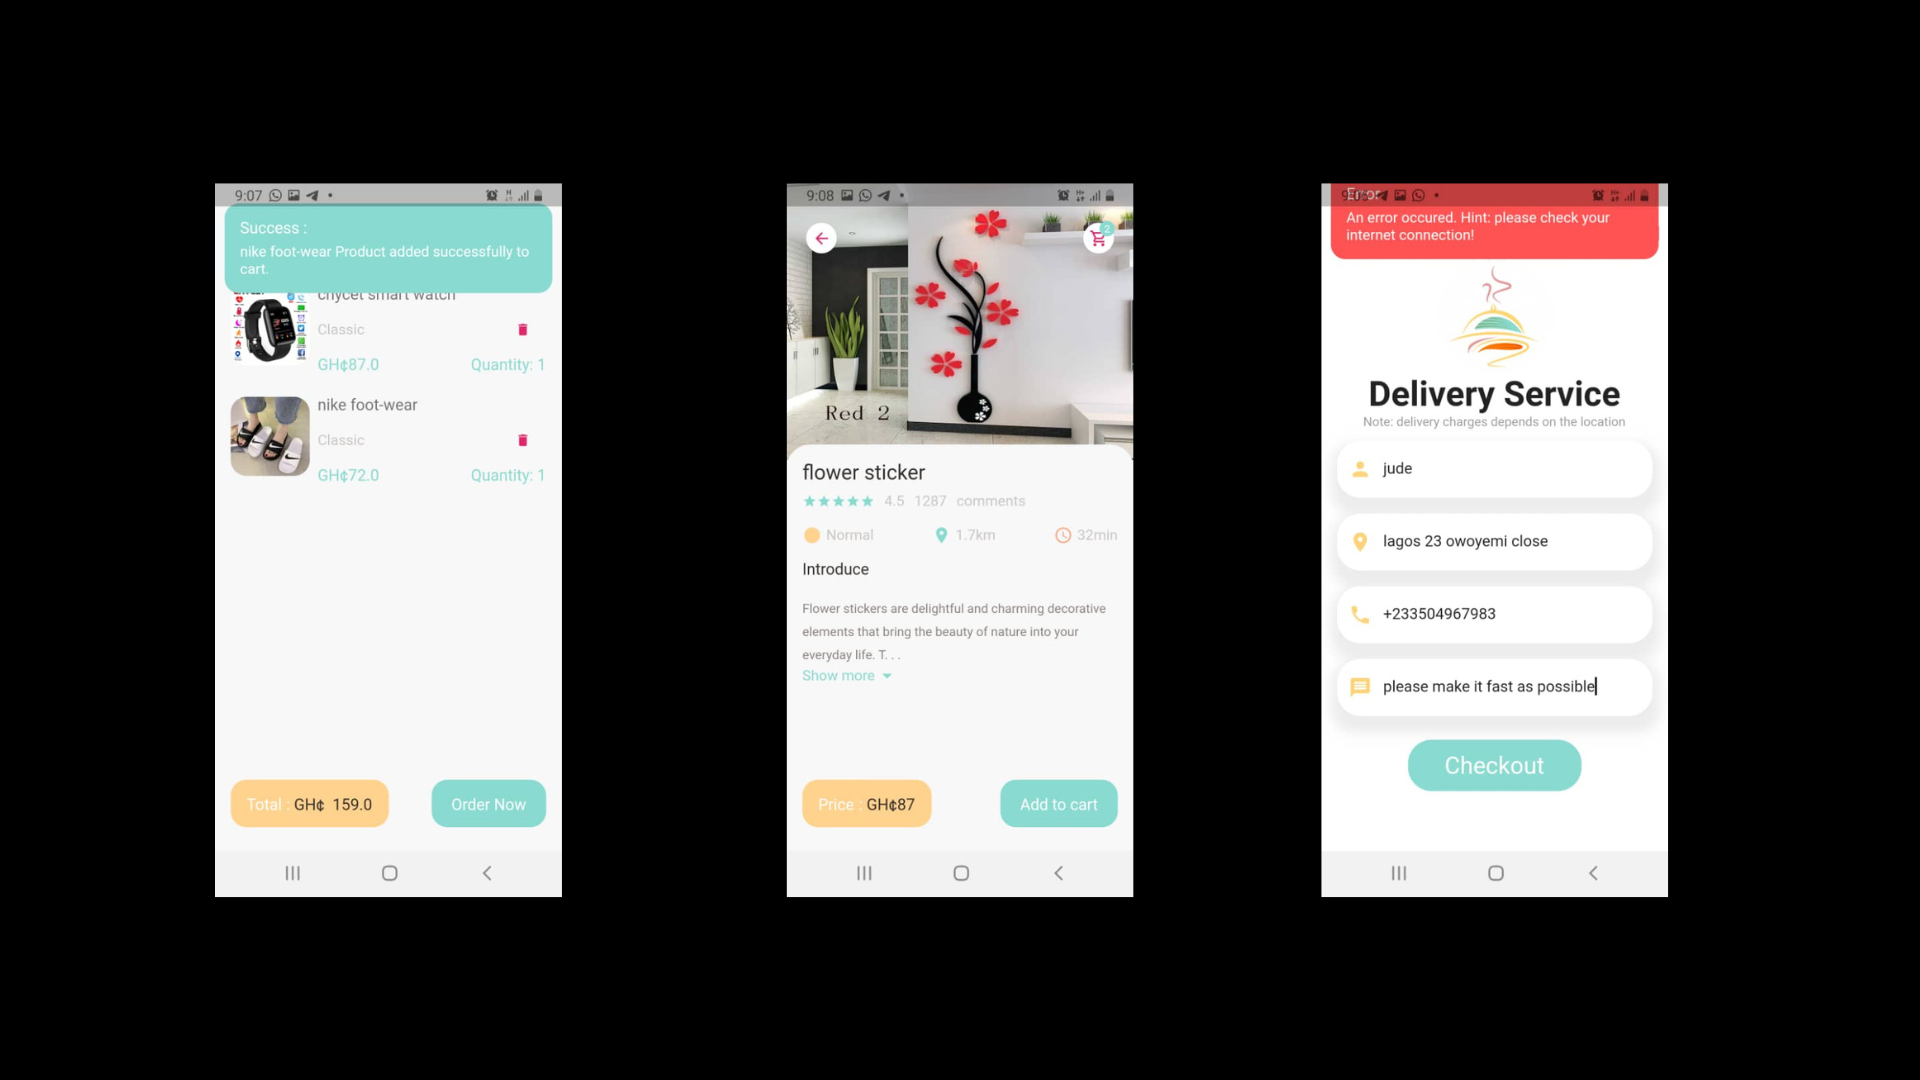 9:07
Success :
nike foot-wear Product added successfully to
cart.
chycet smart watch
Classic
GH¢87.0
Quantity: 1
nike foot-wear
Classic
GH¢72.0
Quantity: 1
Total : GH¢ 159.0
Order Now
9:08
2
Red 2
flower sticker
4.5 1287 comments
Normal
1.7km
32min
Introduce
Flower stickers are delightful and charming decorative
elements that bring the beauty of nature into your
everyday life. T. . .
Show more
Price : GH¢87
Add to cart
Error
An error occured. Hint: please check your
internet connection!
Delivery Service
Note: delivery charges depends on the location
jude
lagos 23 owoyemi close
+233504967983
please make it fast as possible
Checkout